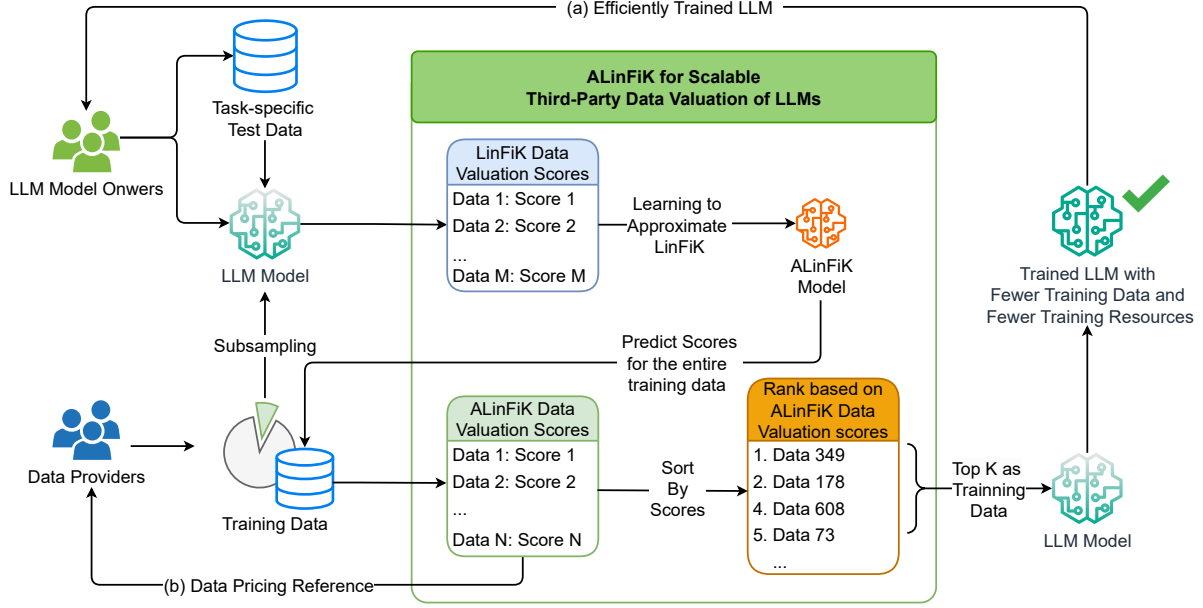 (a) Efficiently Trained LLM
ALinFiK for Scalable
Third-Party Data Valuation of LLMs
Task-specific
Test Data
LLM Model Onwers
LLM Model
LinFiK Data
Valuation Scores
Data 1: Score 1
Data 2: Score 2
...
Data M: Score M
Learning to
Approximate
LinFiK
ALinFiK
Model
Trained LLM with
Fewer Training Data and
Fewer Training Resources
Subsampling
Predict Scores
for the entire
training data
Data Providers
Training Data
ALinFiK Data
Valuation Scores
Data 1: Score 1
Data 2: Score 2
...
Data N: Score N
Sort
By
Scores
Rank based on
ALinFiK Data
Valuation scores
1. Data 349
2. Data 178
4. Data 608
5. Data 73
...
Top K as
Trainning
Data
LLM Model
(b) Data Pricing Reference